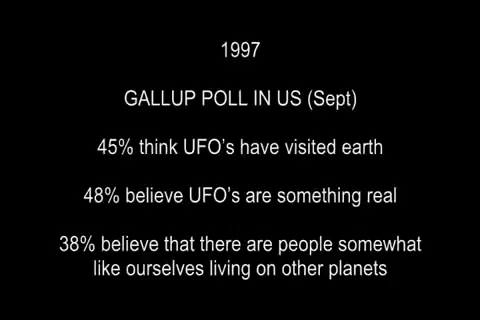 1997
GALLUP POLL IN US (Sept)
45% think UFO's have visited earth
48% believe UFO's are something real
38% believe that there are people somewhat
like ourselves living on other planets